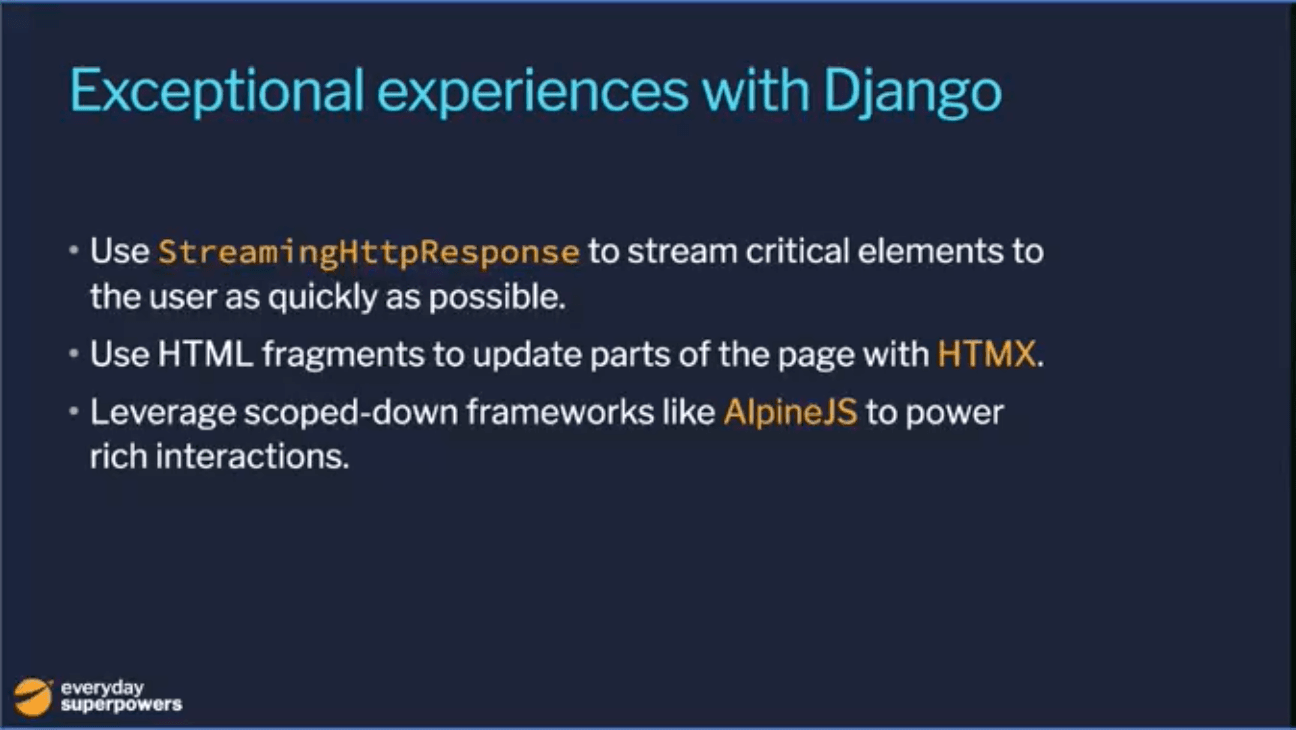 Exceptional experiences with Django
• Use StreamingHttpResponse to stream critical elements to
the user as quickly as possible.
• Use HTML fragments to update parts of the page with HTMX.
• Leverage scoped-down frameworks like AlpineJS to power
rich interactions.
everyday
superpowers